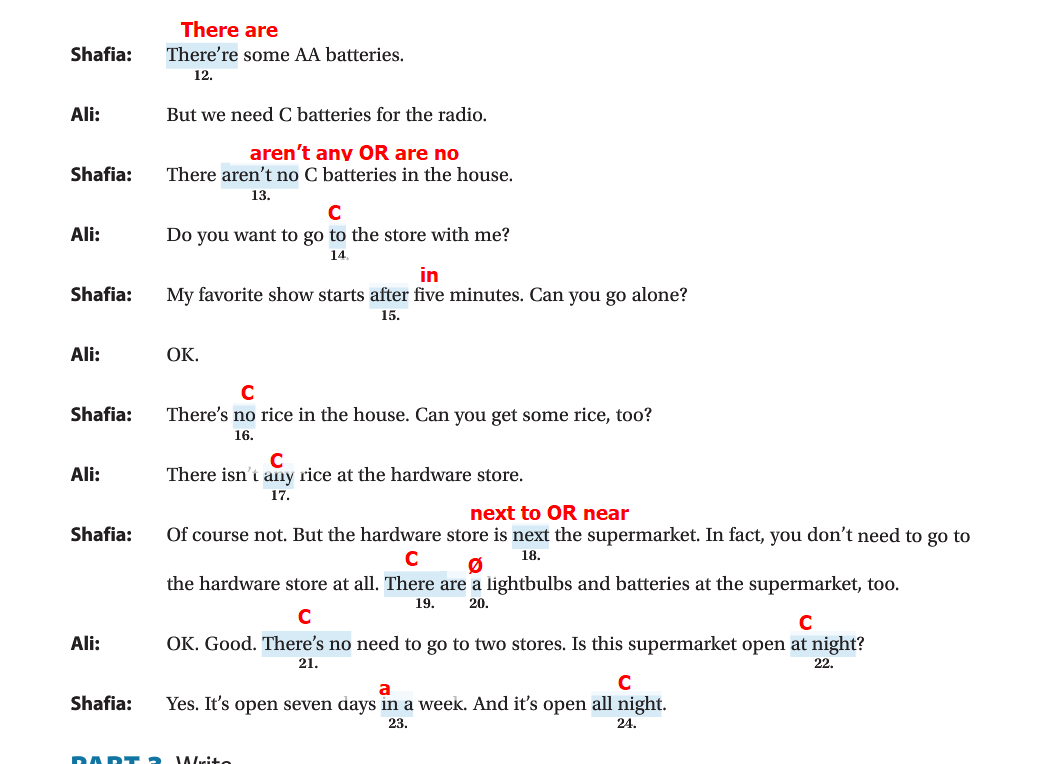 There are
Shafia: There're some AA batteries.
12.
Ali: But we need C batteries for the radio.
aren't any OR are no
Shafia: There aren't no C batteries in the house.
13.
C
Ali: Do you want to go to the store with me?
14.
in
Shafia: My favorite show starts after five minutes. Can you go alone?
15.
Ali: OK.
C
Shafia: There's no rice in the house. Can you get some rice, too?
16.
C
Ali: There isn't any rice at the hardware store.
17.
next to OR near
Shafia: Of course not. But the hardware store is next the supermarket. In fact, you don't need to go to
18.
C Ø
the hardware store at all. There are a lightbulbs and batteries at the supermarket, too.
19. 20.
C C
Ali: OK. Good. There's no need to go to two stores. Is this supermarket open at night?
21. 22.
a C
Shafia: Yes. It's open seven days in a week. And it's open all night.
23. 24.
PART 3 Write